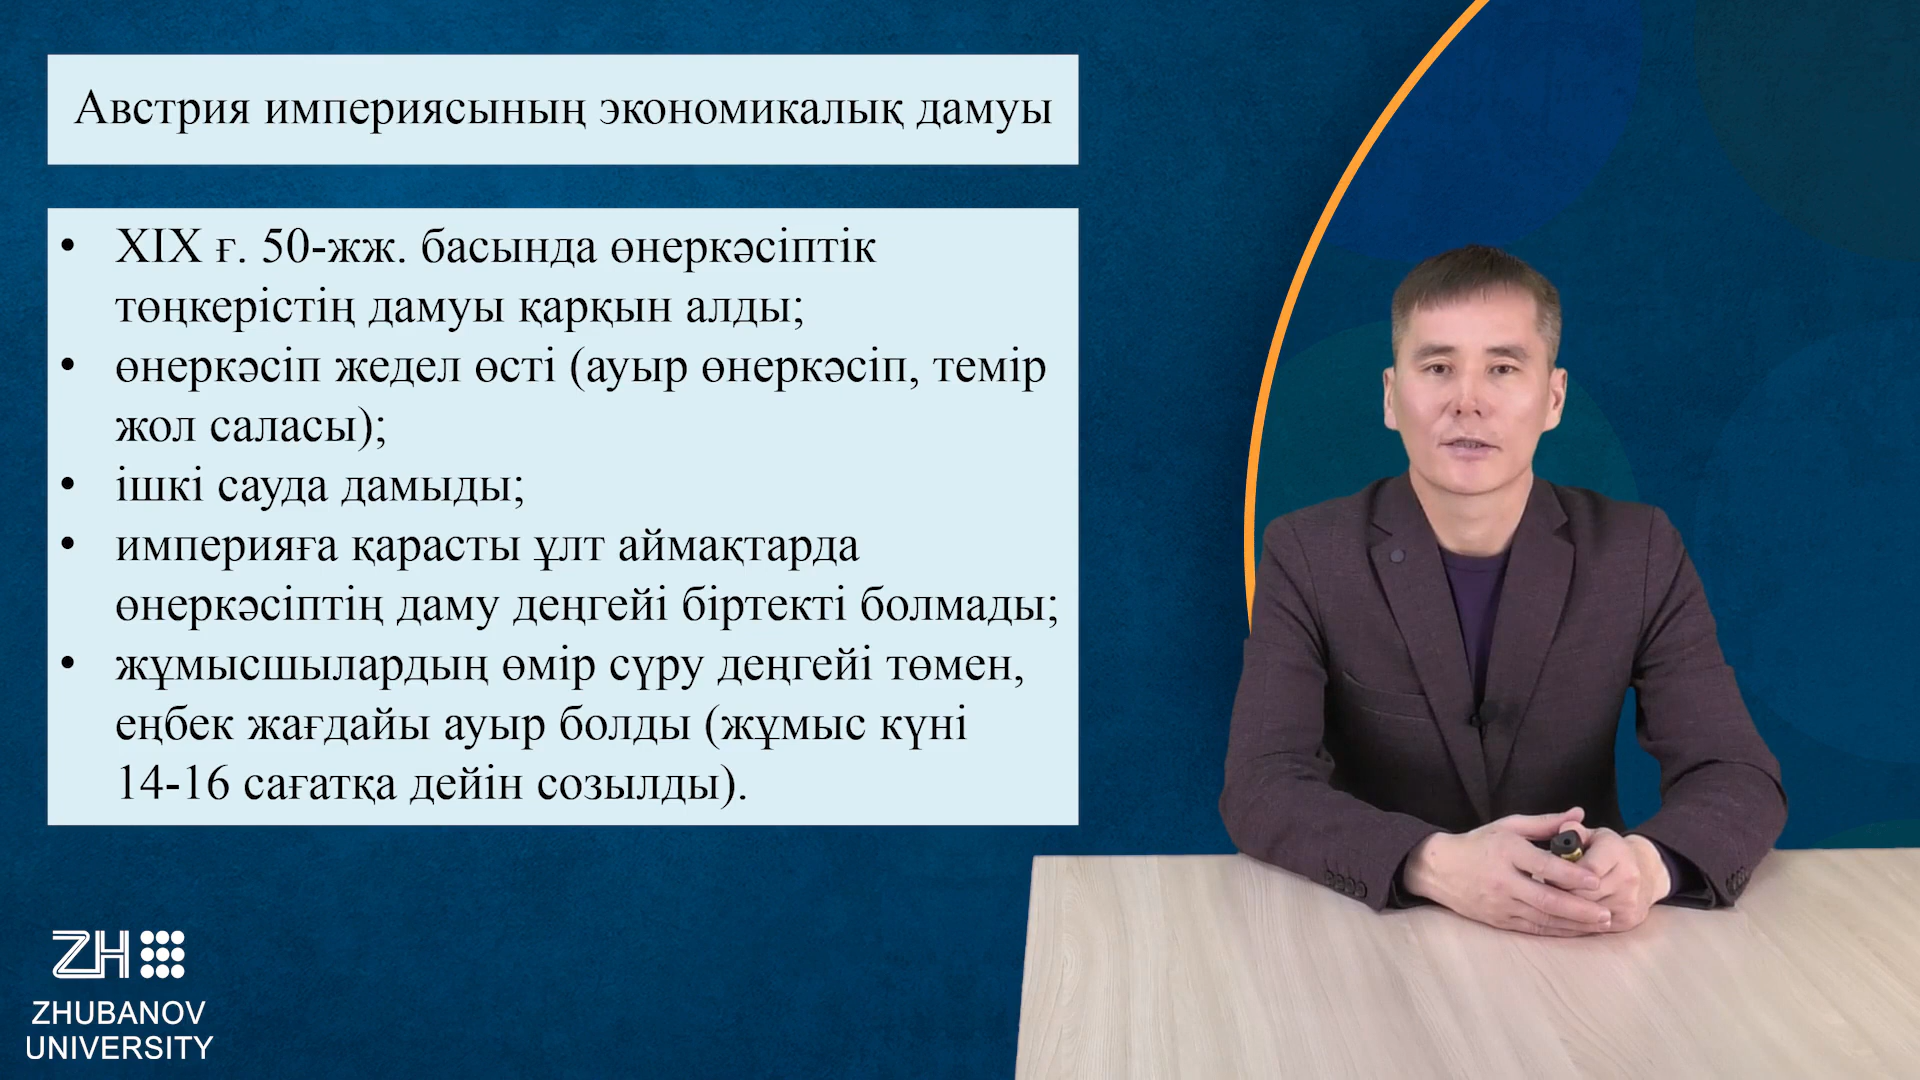 Австрия империясының экономикалық дамуы
• XIX ғ. 50-жж. басында өнеркәсіптік
төңкерістің дамуы қарқын алды;
• өнеркәсіп жедел өсті (ауыр өнеркәсіп, темір
жол саласы);
• ішкі сауда дамыды;
• империяға қарасты ұлт аймақтарда
өнеркәсіптің даму деңгейі біртекті болмады;
• жұмысшылардың өмір сүру деңгейі төмен,
еңбек жағдайы ауыр болды (жұмыс күні
14-16 сағатқа дейін созылды).
ZH
ZHUBANOV
UNIVERSITY